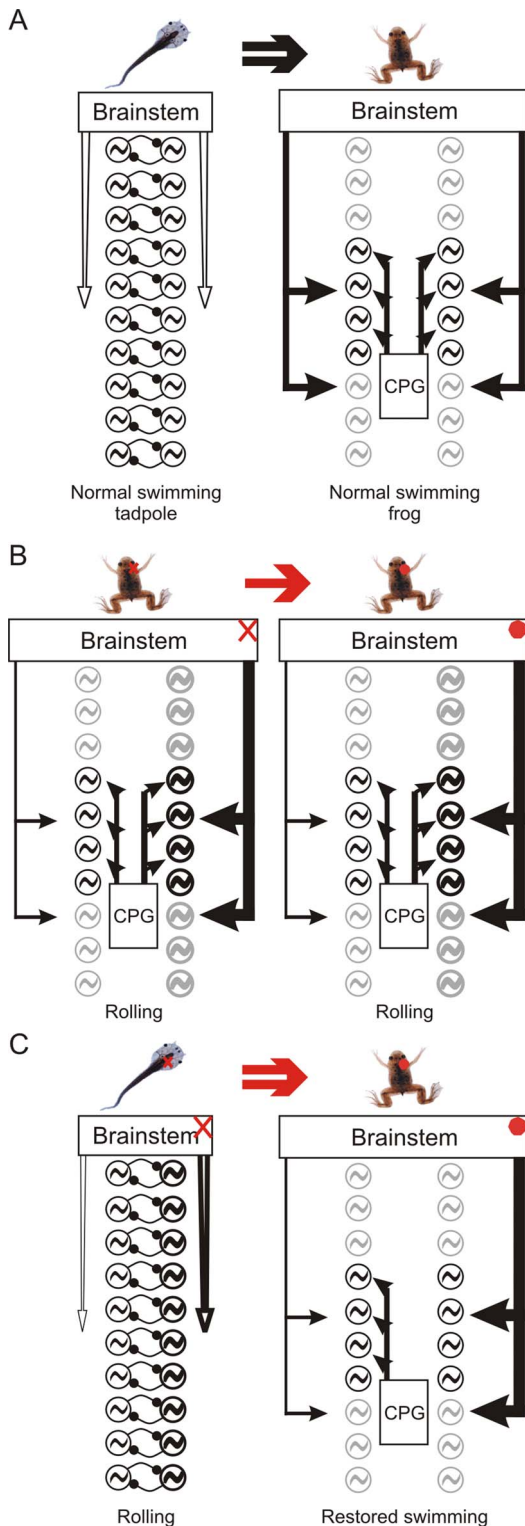 A
Brainstem
Brainstem
CPG
Normal swimming
tadpole
Normal swimming
frog
B
Brainstem
Brainstem
CPG
CPG
Rolling
Rolling
C
Brainstem
Brainstem
CPG
Rolling
Restored swimming